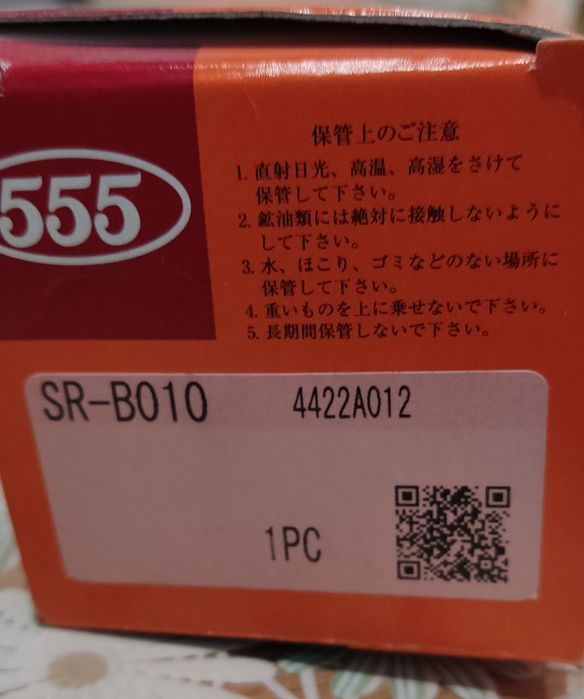 555
保管上のご注意
1. 直射日光、高温、高湿をさけて
保管して下さい。
2. 鉱油類には絶対に接触しないように
して下さい。
3. 水、ほこり、ゴミなどのない場所に
保管して下さい。
4. 重いものを上に乗せないで下さい。
5. 長期間保管しないで下さい。
SR-B010 4422A012
1PC